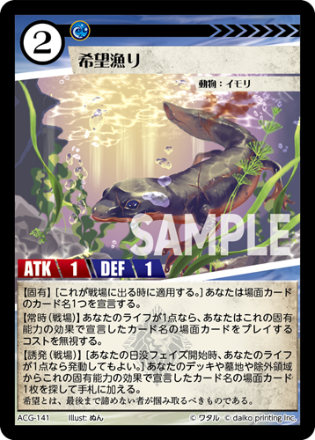 2
希望漁り
動物：イモリ
SAMPLE
ATK 1 DEF 1
【固有】[これが戦場に出る時に適用する。] あなたは場面カード
のカード名1つを宣言する。
【常時（戦場）】あなたのライフが1点なら、あなたはこれの固有
能力の効果で宣言したカード名の場面カードをプレイする
コストを無視する。
【誘発（戦場）】[あなたの日没フェイズ開始時、あなたのライフ
が1点なら発動してもよい。] あなたのデッキや墓地や除外領域
からこれの固有能力の効果で宣言したカード名の場面カード
1枚を探して手札に加える。
希望とは、最後まで諦めない者が掴み取るべきものである。
ACG-141 Illust: ぬん © ワタル © daiko printing Inc.